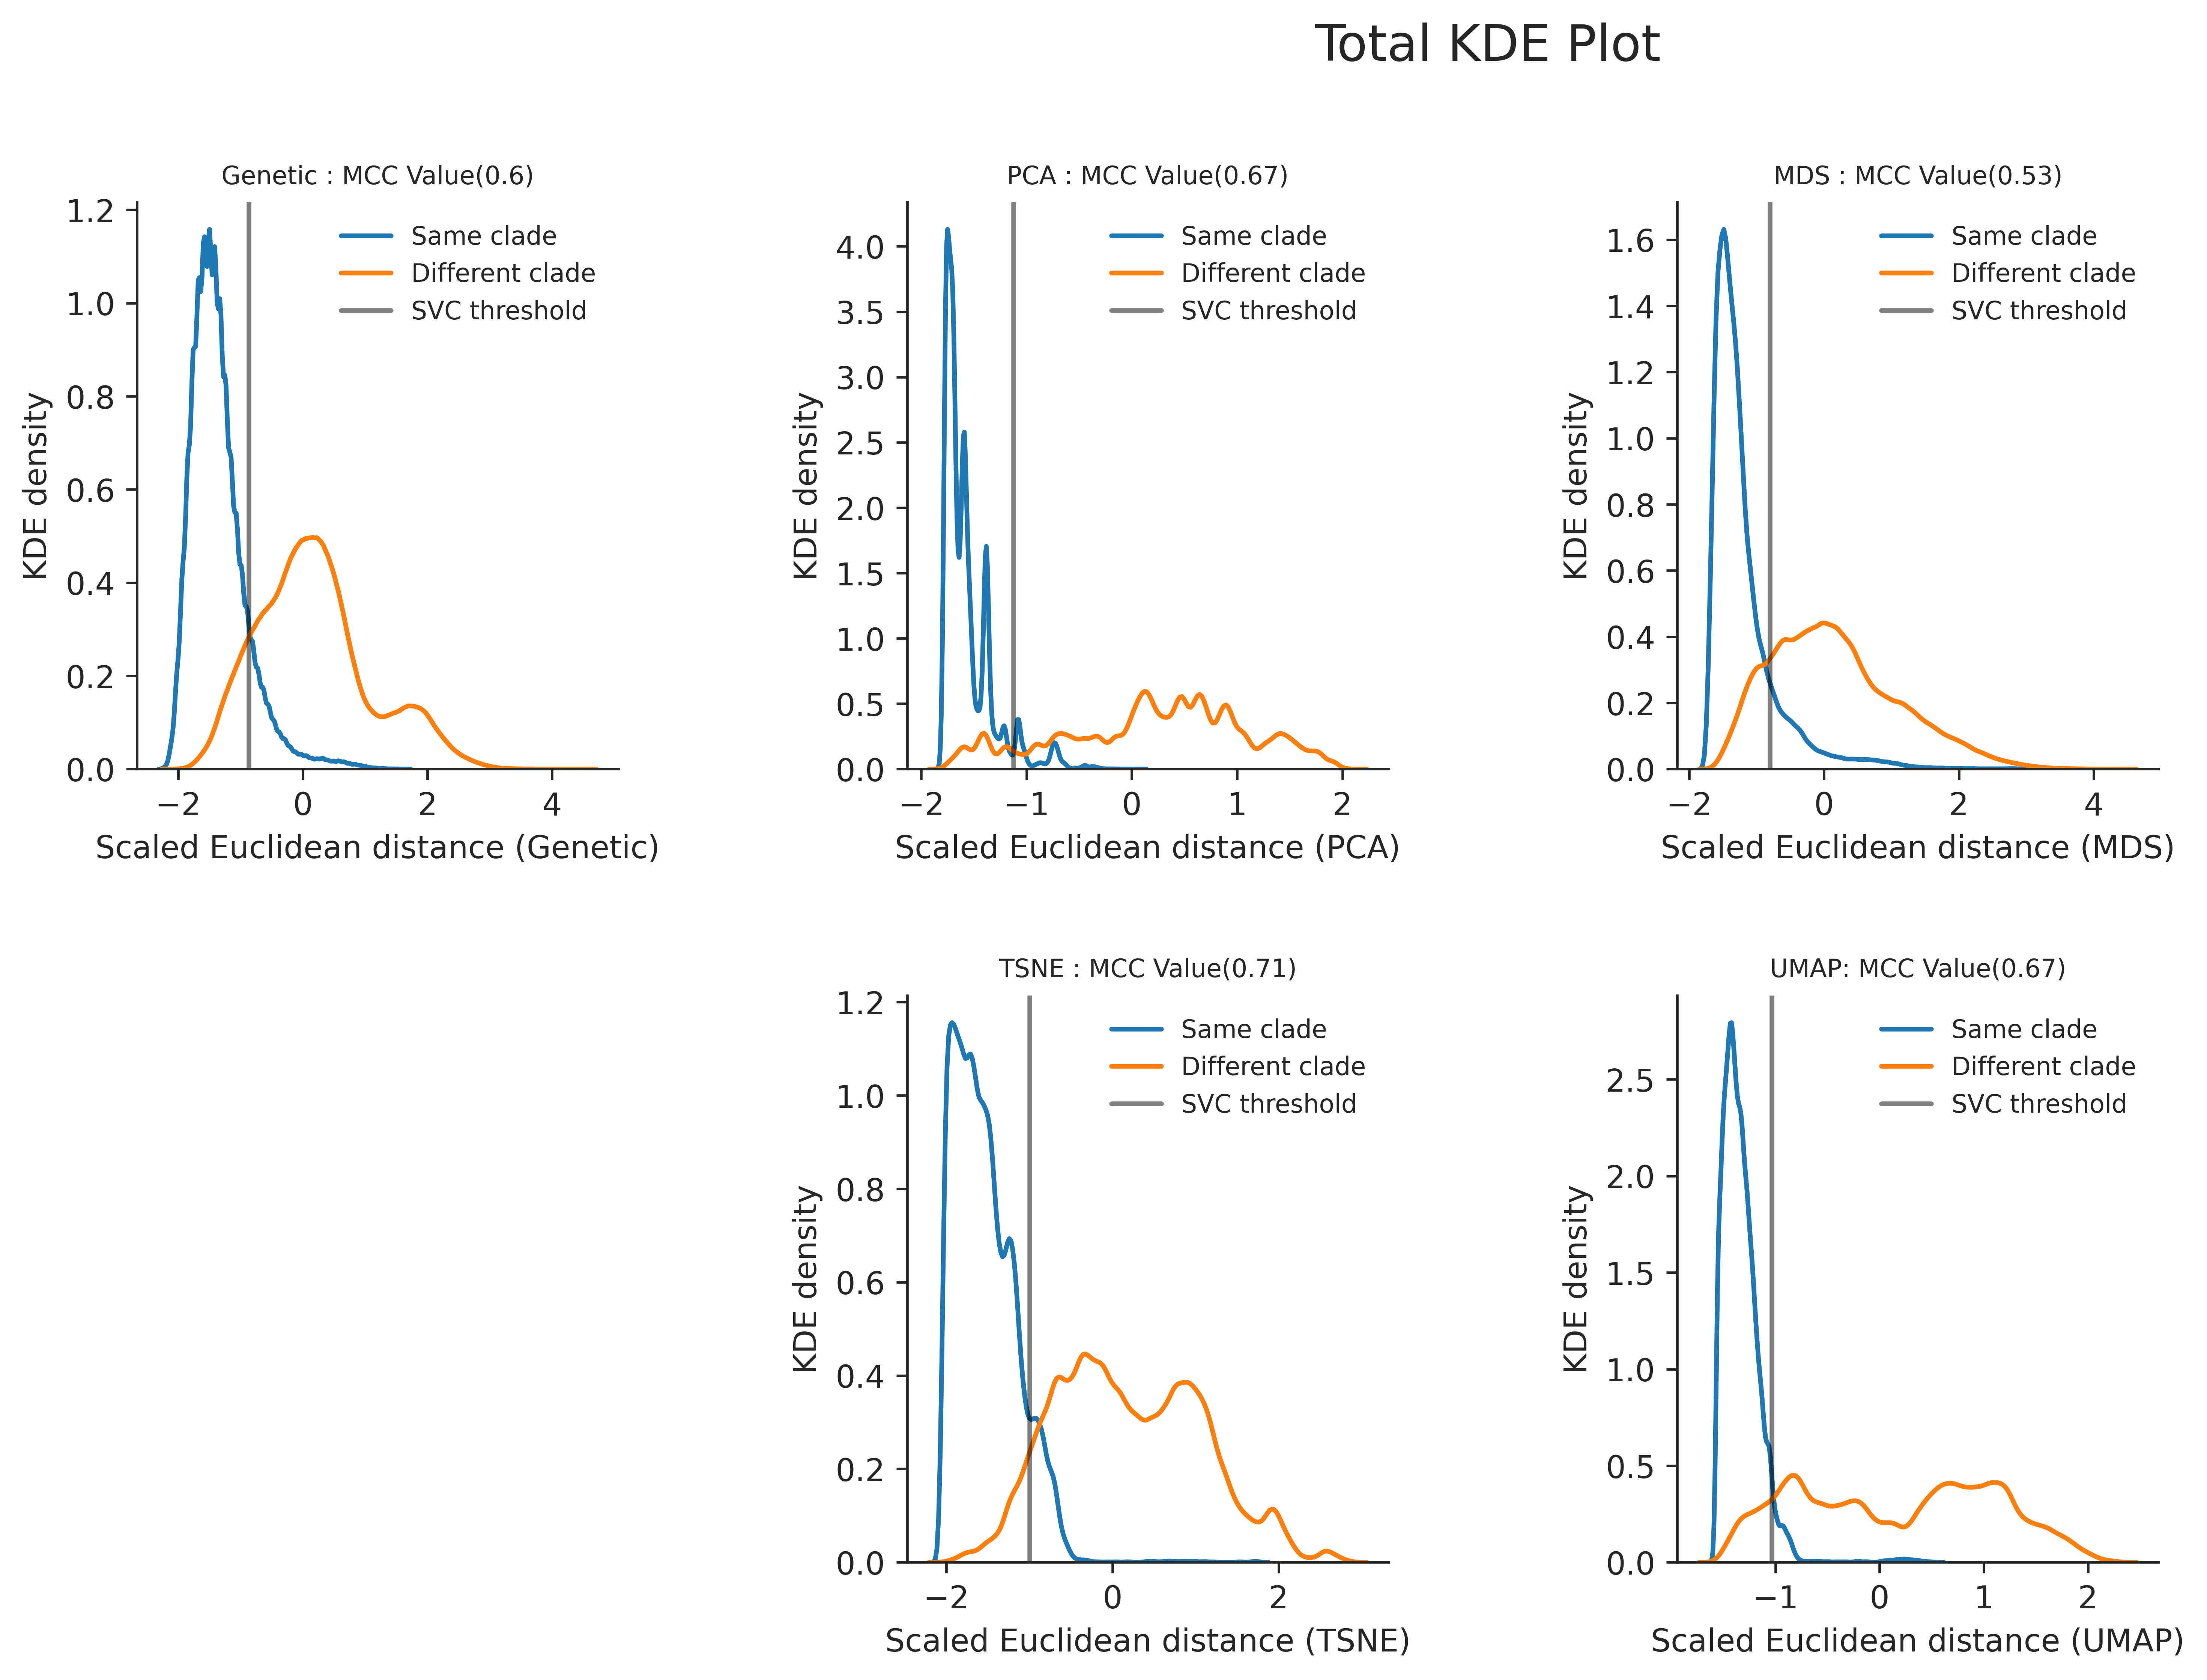 Total KDE Plot
Genetic : MCC Value(0.6)
1.2
1.0
0.8
0.6
0.4
0.2
0.0
KDE density
Same clade
Different clade
SVC threshold
−2 0 2 4
Scaled Euclidean distance (Genetic)
PCA : MCC Value(0.67)
4.0
3.5
3.0
2.5
2.0
1.5
1.0
0.5
0.0
KDE density
Same clade
Different clade
SVC threshold
−2 −1 0 1 2
Scaled Euclidean distance (PCA)
MDS : MCC Value(0.53)
1.6
1.4
1.2
1.0
0.8
0.6
0.4
0.2
0.0
KDE density
Same clade
Different clade
SVC threshold
−2 0 2 4
Scaled Euclidean distance (MDS)
TSNE : MCC Value(0.71)
1.2
1.0
0.8
0.6
0.4
0.2
0.0
KDE density
Same clade
Different clade
SVC threshold
−2 0 2
Scaled Euclidean distance (TSNE)
UMAP: MCC Value(0.67)
2.5
2.0
1.5
1.0
0.5
0.0
KDE density
Same clade
Different clade
SVC threshold
−1 0 1 2
Scaled Euclidean distance (UMAP)